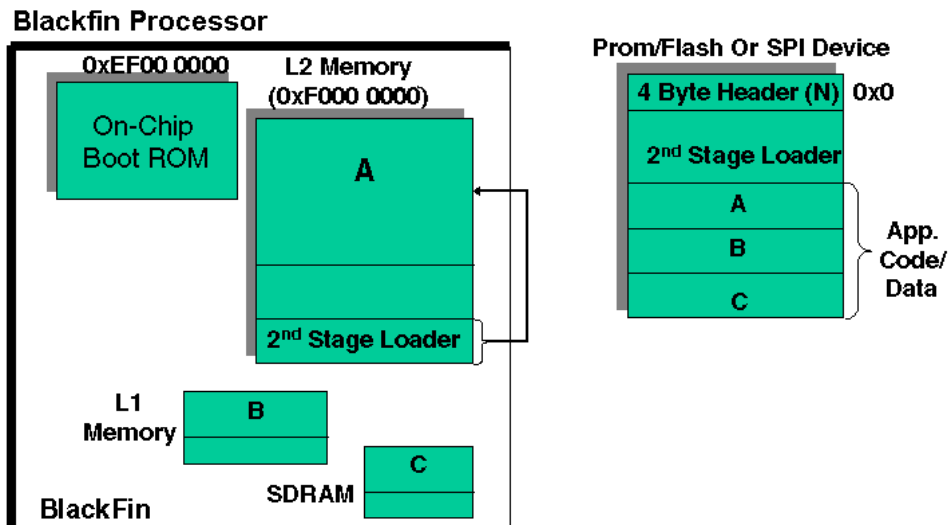 Blackfin Processor
0xEF00 0000
On-Chip
Boot ROM
L2 Memory
(0xF000 0000)
A
2nd Stage Loader
L1
Memory
B
SDRAM
C
BlackFin
Prom/Flash Or SPI Device
4 Byte Header (N)
0x0
2nd Stage Loader
A
B
C
App.
Code/
Data